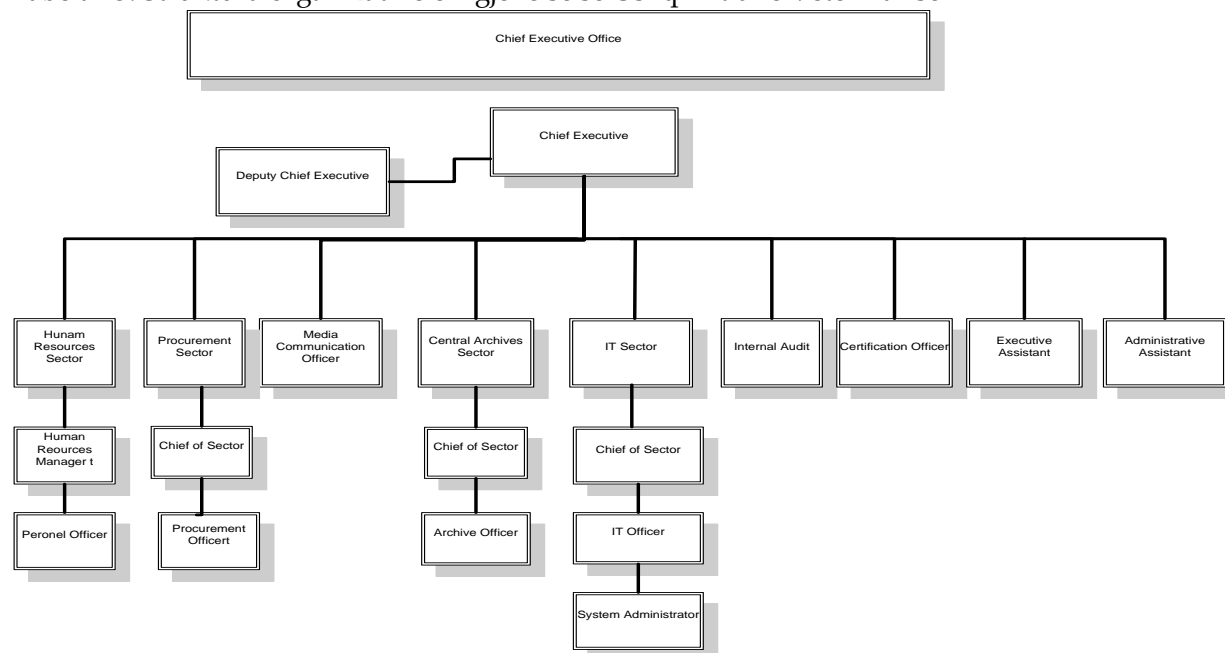 Chief Executive Office
Chief Executive
Deputy Chief Executive
Hunam
Resources
Sector
Procurement
Sector
Media
Communication
Officer
Central Archives
Sector
IT Sector
Internal Audit
Certification Officer
Executive
Assistant
Administrative
Assistant
Human
Reources
Manager t
Chief of Sector
Chief of Sector
Chief of Sector
Peronel Officer
Procurement
Officert
Archive Officer
IT Officer
System Administrator